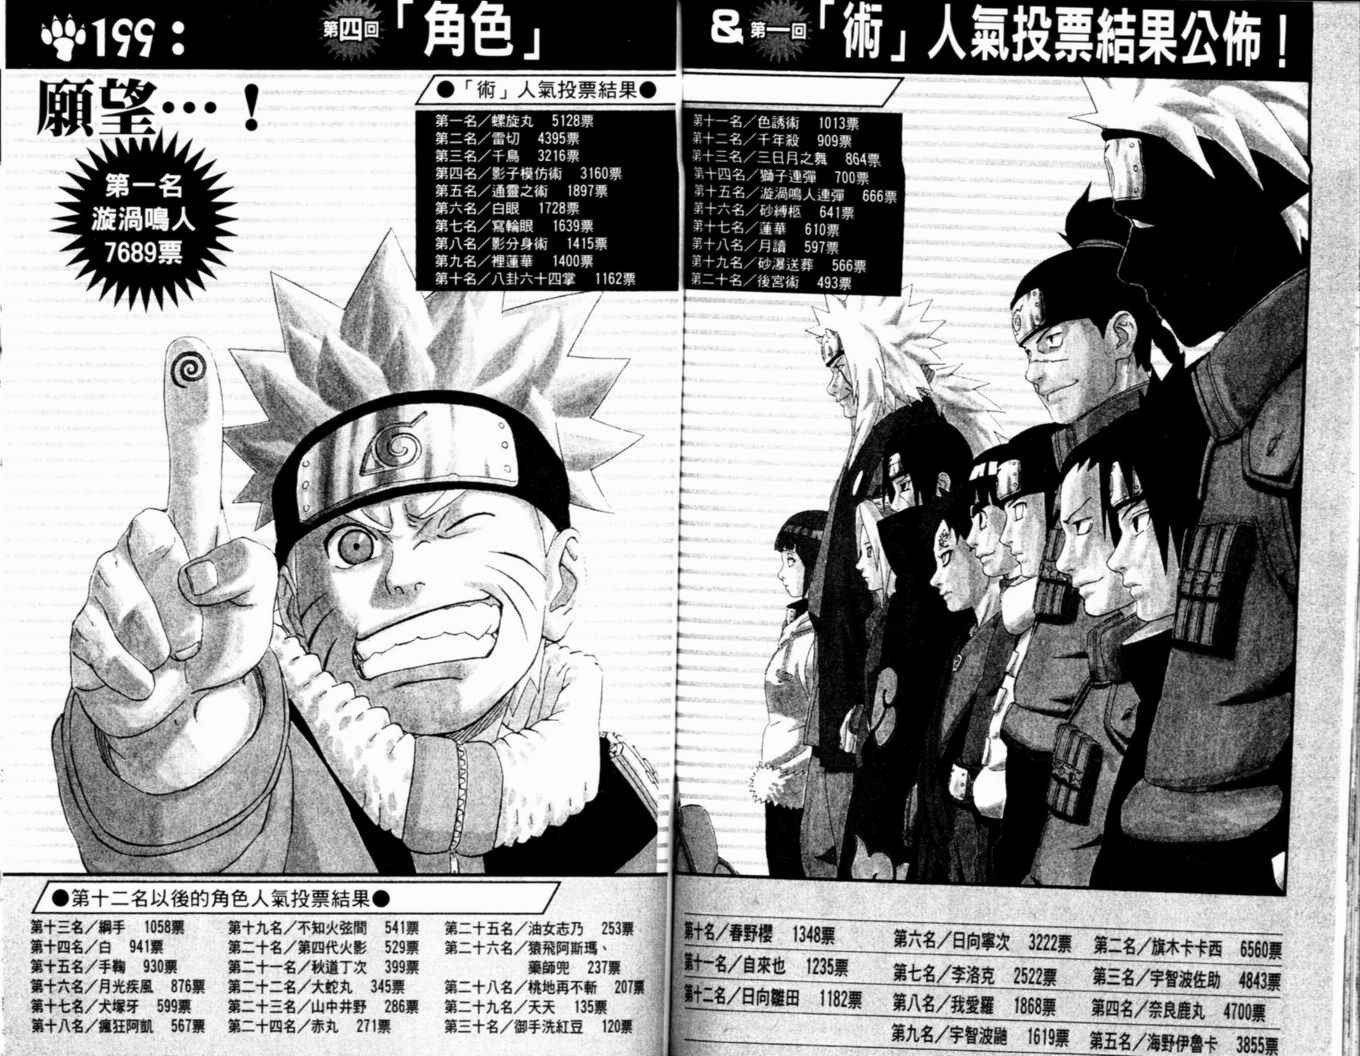 199：
第四回「角色」
&第一回「術」人氣投票結果公佈！
願望…！
第一名
漩渦鳴人
7689票
●「術」人氣投票結果●
第一名／螺旋丸 5128票
第二名／雷切 4395票
第三名／千鳥 3216票
第四名／影子模仿術 3160票
第五名／通靈之術 1897票
第六名／白眼 1728票
第七名／寫輪眼 1639票
第八名／影分身術 1415票
第九名／裡蓮華 1400票
第十名／八卦六十四掌 1162票
第十一名／色誘術 1013票
第十二名／千年殺 909票
第十三名／三日月之舞 864票
第十四名／獅子連彈 700票
第十五名／漩渦鳴人連彈 666票
第十六名／砂縛柩 641票
第十七名／蓮華 610票
第十八名／月讀 597票
第十九名／砂瀑送葬 566票
第二十名／後宮術 493票
●第十二名以後的角色人氣投票結果●
第十三名／綱手 1058票
第十四名／白 941票
第十五名／手鞠 930票
第十六名／月光疾風 876票
第十七名／犬塚牙 599票
第十八名／瘋狂阿凱 567票
第十九名／不知火弦間 541票
第二十名／第四代火影 529票
第二十一名／秋道丁次 399票
第二十二名／大蛇丸 345票
第二十三名／山中井野 286票
第二十四名／赤丸 271票
第二十五名／油女志乃 253票
第二十六名／猿飛阿斯瑪、
藥師兜 237票
第二十八名／桃地再不斬 207票
第二十九名／天天 135票
第三十名／御手洗紅豆 120票
第十名／春野櫻 1348票
第十一名／自來也 1235票
第十二名／日向雛田 1182票
第六名／日向寧次 3222票
第七名／李洛克 2522票
第八名／我愛羅 1868票
第九名／宇智波鼬 1619票
第二名／旗木卡卡西 6560票
第三名／宇智波佐助 4843票
第四名／奈良鹿丸 4700票
第五名／海野伊魯卡 3855票